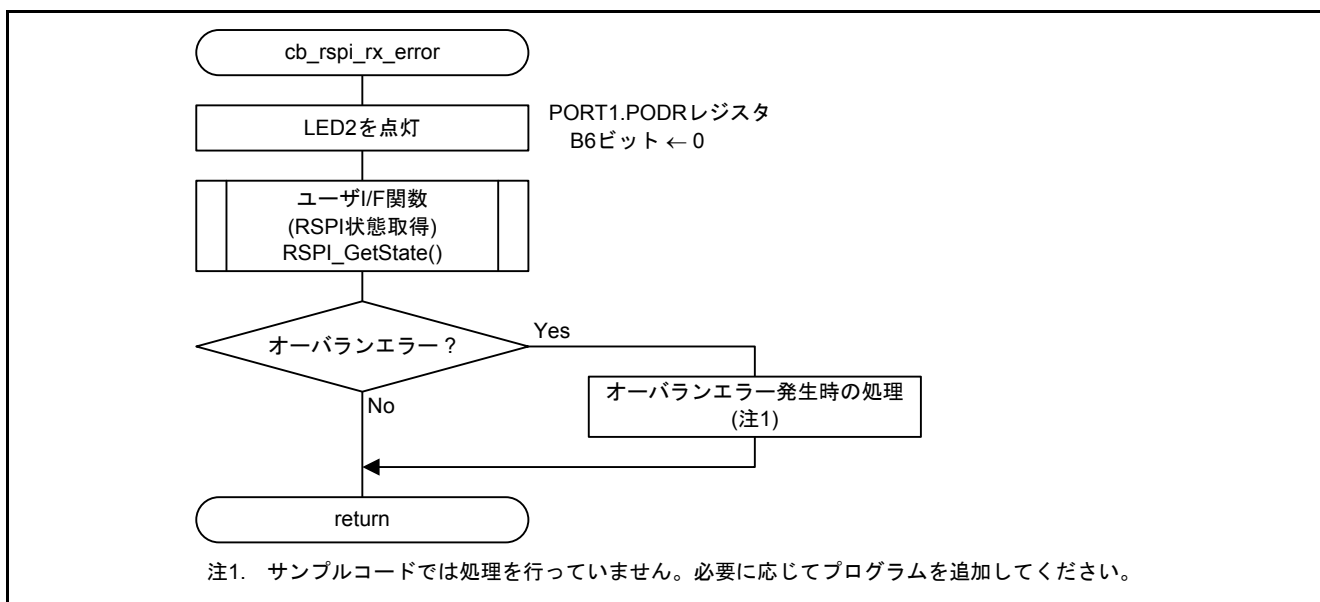 cb_rspi_rx_error
LED2を点灯
PORT1.PODRレジスタ
B6ビット ← 0
ユーザI/F関数
(RSPI状態取得)
RSPI_GetState()
オーバランエラー？
Yes
オーバランエラー発生時の処理
(注1)
No
return
注1. サンプルコードでは処理を行っていません。必要に応じてプログラムを追加してください。